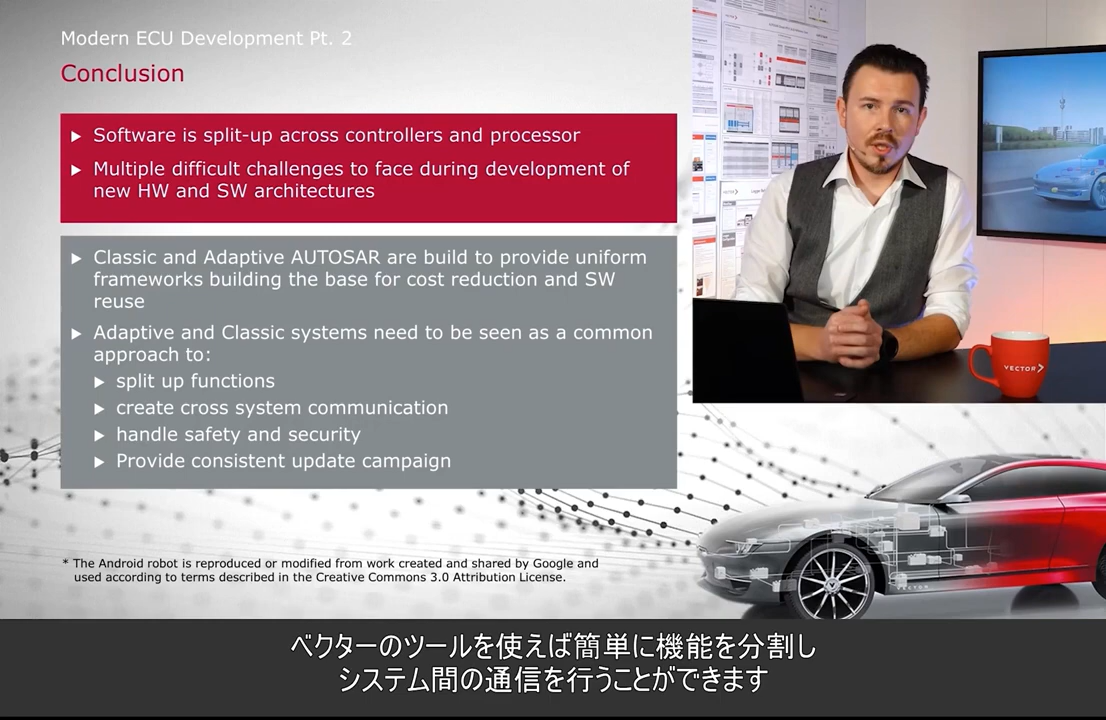 Modern ECU Development Pt. 2
Conclusion
▶ Software is split-up across controllers and processor
▶ Multiple difficult challenges to face during development of
new HW and SW architectures
▶ Classic and Adaptive AUTOSAR are build to provide uniform
frameworks building the base for cost reduction and SW
reuse
▶ Adaptive and Classic systems need to be seen as a common
approach to:
▶ split up functions
▶ create cross system communication
▶ handle safety and security
▶ Provide consistent update campaign
VECTOR
* The Android robot is reproduced or modified from work created and shared by Google and
used according to terms described in the Creative Commons 3.0 Attribution License.
ベクターのツールを使えば簡単に機能を分割し
システム間の通信を行うことができます